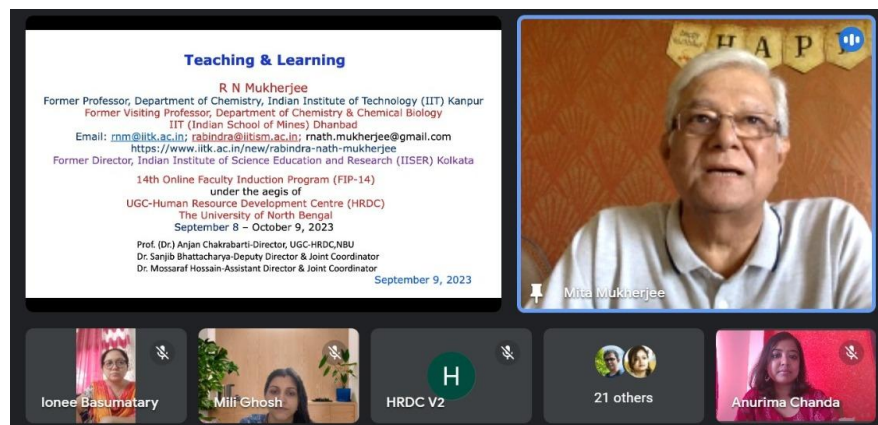 Teaching & Learning
R N Mukherjee
Former Professor, Department of Chemistry, Indian Institute of Technology (IIT) Kanpur
Former Visiting Professor, Department of Chemistry & Chemical Biology
IIT (Indian School of Mines) Dhanbad
Email: rnm@iitk.ac.in; rabindra@iitism.ac.in; rnath.mukherjee@gmail.com
https://www.iitk.ac.in/new/rabindra-nath-mukherjee
Former Director, Indian Institute of Science Education and Research (IISER) Kolkata
14th Online Faculty Induction Program (FIP-14)
under the aegis of
UGC-Human Resource Development Centre (HRDC)
The University of North Bengal
September 8 – October 9, 2023
Prof. (Dr.) Anjan Chakrabarti-Director, UGC-HRDC,NBU
Dr. Sanjib Bhattacharya-Deputy Director & Joint Coordinator
Dr. Mossaraf Hossain-Assistant Director & Joint Coordinator
September 9, 2023
H A P
Mita Mukherjee
Ionee Basumatary
Mili Ghosh
H
HRDC V2
21 others
Anurima Chanda